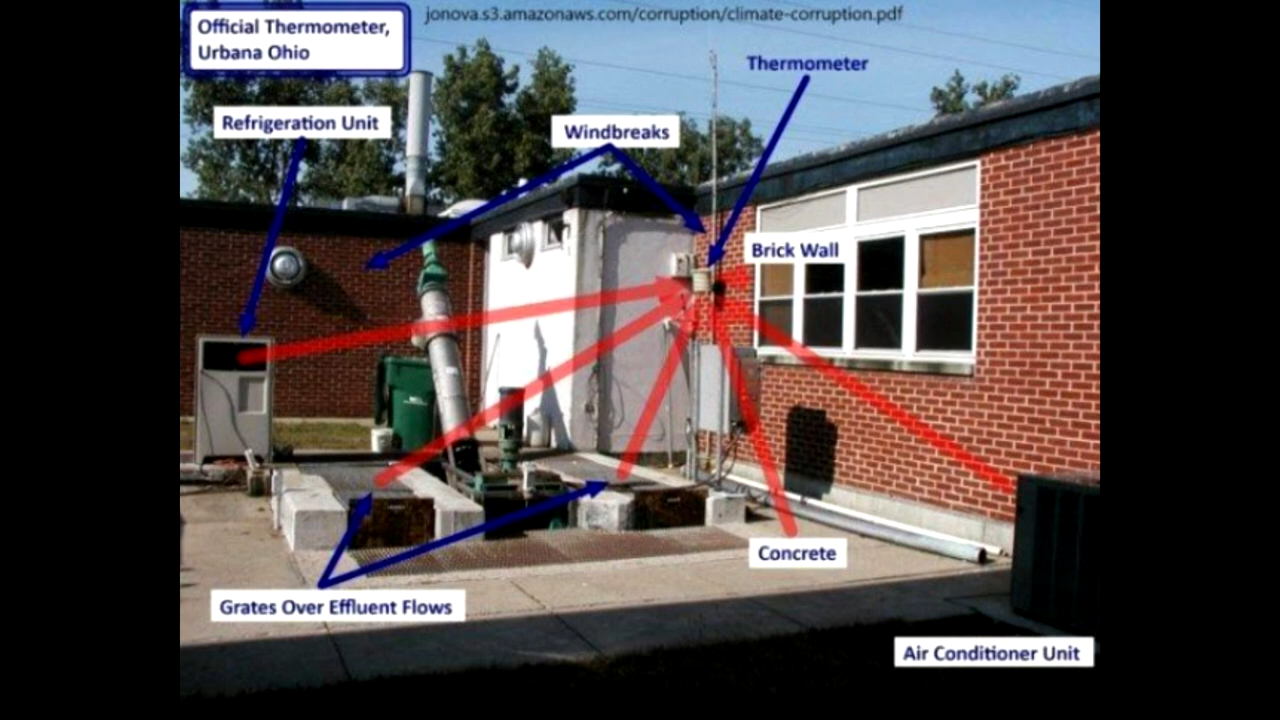 jonova.s3.amazonaws.com/corruption/climate-corruption.pdf
Official Thermometer,
Urbana Ohio
Thermometer
Refrigeration Unit
Windbreaks
Brick Wall
Concrete
Grates Over Effluent Flows
Air Conditioner Unit